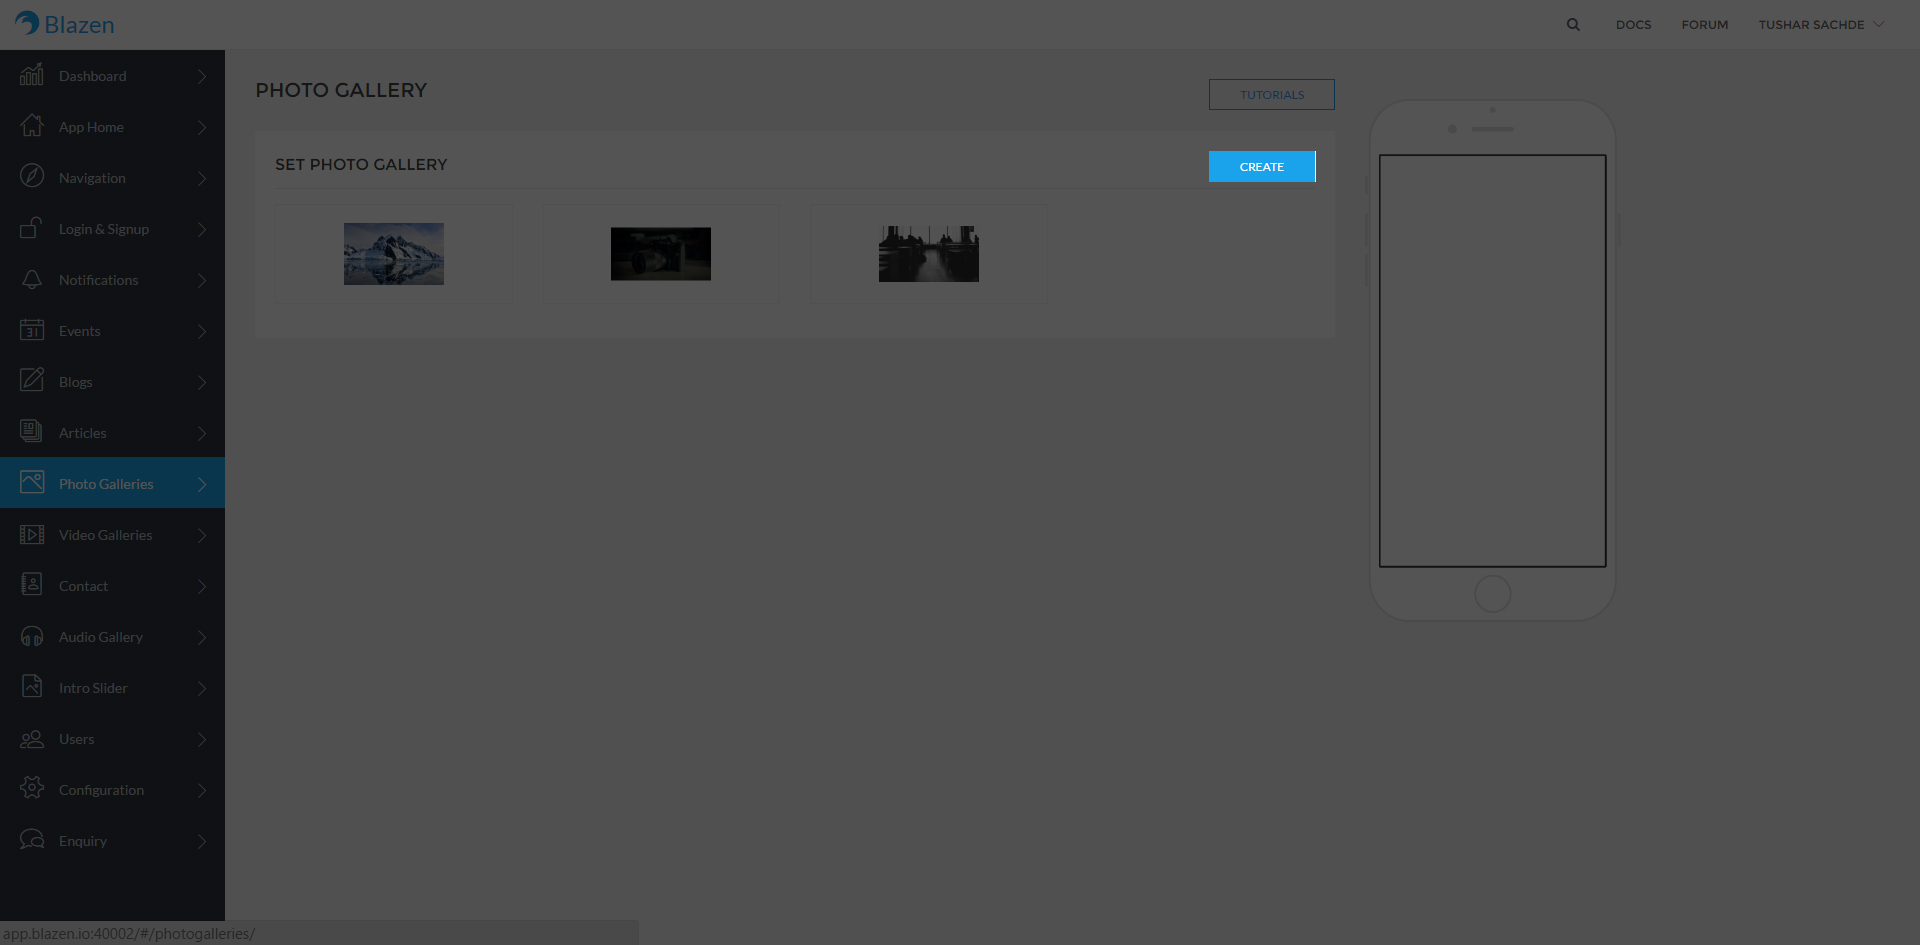 Blazen
DOCS
FORUM
TUSHAR SACHDE
Dashboard
App Home
Navigation
Login & Signup
Notifications
31
Events
Blogs
Articles
Photo Galleries
Video Galleries
Contact
Audio Gallery
Intro Slider
Users
Configuration
Enquiry
PHOTO GALLERY
TUTORIALS
SET PHOTO GALLERY
CREATE
app.blazen.io:40002/#/photogalleries/